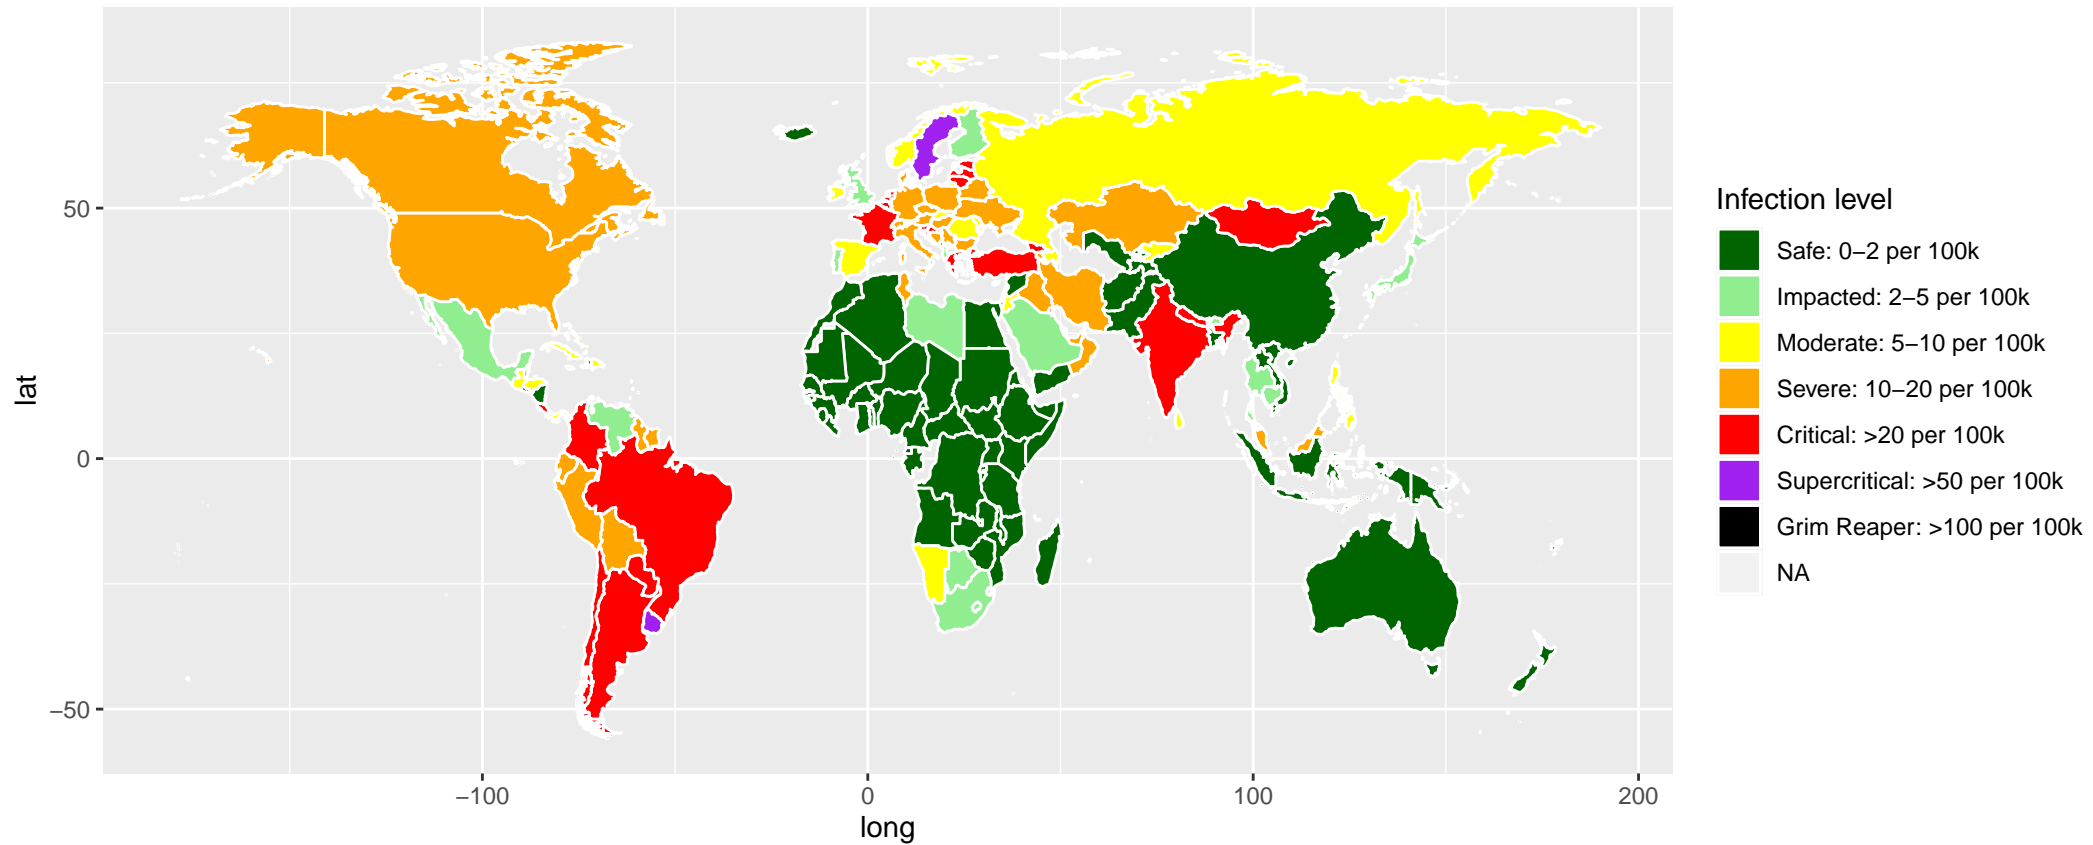 50
0
−50
lat
−100
0
100
200
long
Infection level
Safe: 0−2 per 100k
Impacted: 2−5 per 100k
Moderate: 5−10 per 100k
Severe: 10−20 per 100k
Critical: >20 per 100k
Supercritical: >50 per 100k
Grim Reaper: >100 per 100k
NA